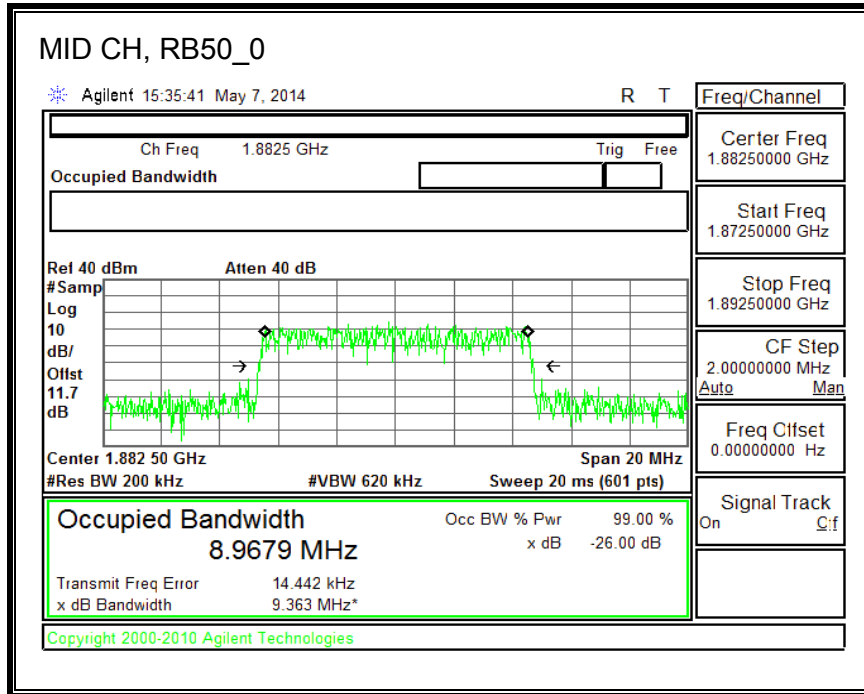 MID CH, RB50_0
Agilent 15:35:41 May 7, 2014 R T
Freq/Channel
Ch Freq 1.8825 GHz Trig Free
Occupied Bandwidth
Center Freq
1.88250000 GHz
Start Freq
1.87250000 GHz
Stop Freq
1.89250000 GHz
CF Step
2.00000000 MHz
Auto Man
Freq Offset
0.00000000 Hz
Signal Track
On Off
Ref 40 dBm Atten 40 dB
#Samp
Log
10
dB/
Offst
11.7
dB
Center 1.882 50 GHz Span 20 MHz
#Res BW 200 kHz #VBW 620 kHz Sweep 20 ms (601 pts)
Occupied Bandwidth
8.9679 MHz
Occ BW % Pwr 99.00 %
x dB -26.00 dB
Transmit Freq Error 14.442 kHz
x dB Bandwidth 9.363 MHz*
Copyright 2000-2010 Agilent Technologies